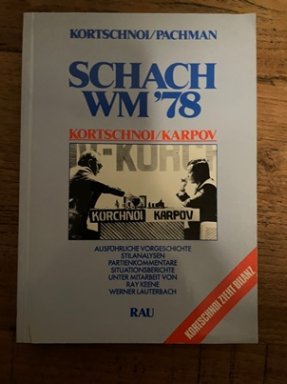 KORTSCHNOI/PACHMAN
SCHACH
WM '78
KORTSCHNOI/KARPOV
KORCHNOI KARPOV
AUSFÜHRLICHE VORGESCHICHTE
STILANALYSEN
PARTIENKOMMENTARE
SITUATIONSBERICHTE
UNTER MITARBEIT VON
RAY KEENE
WERNER LAUTERBACH
KORTSCHNOI ZIEHT BILANZ
RAU